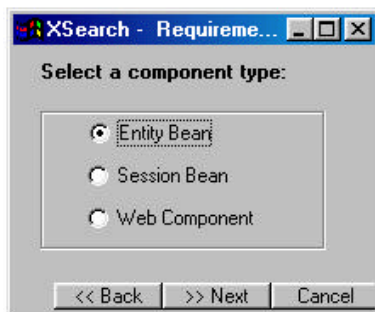 XSearch - Requireme...
Select a component type:
Entity Bean
Session Bean
Web Component
<< Back >> Next Cancel